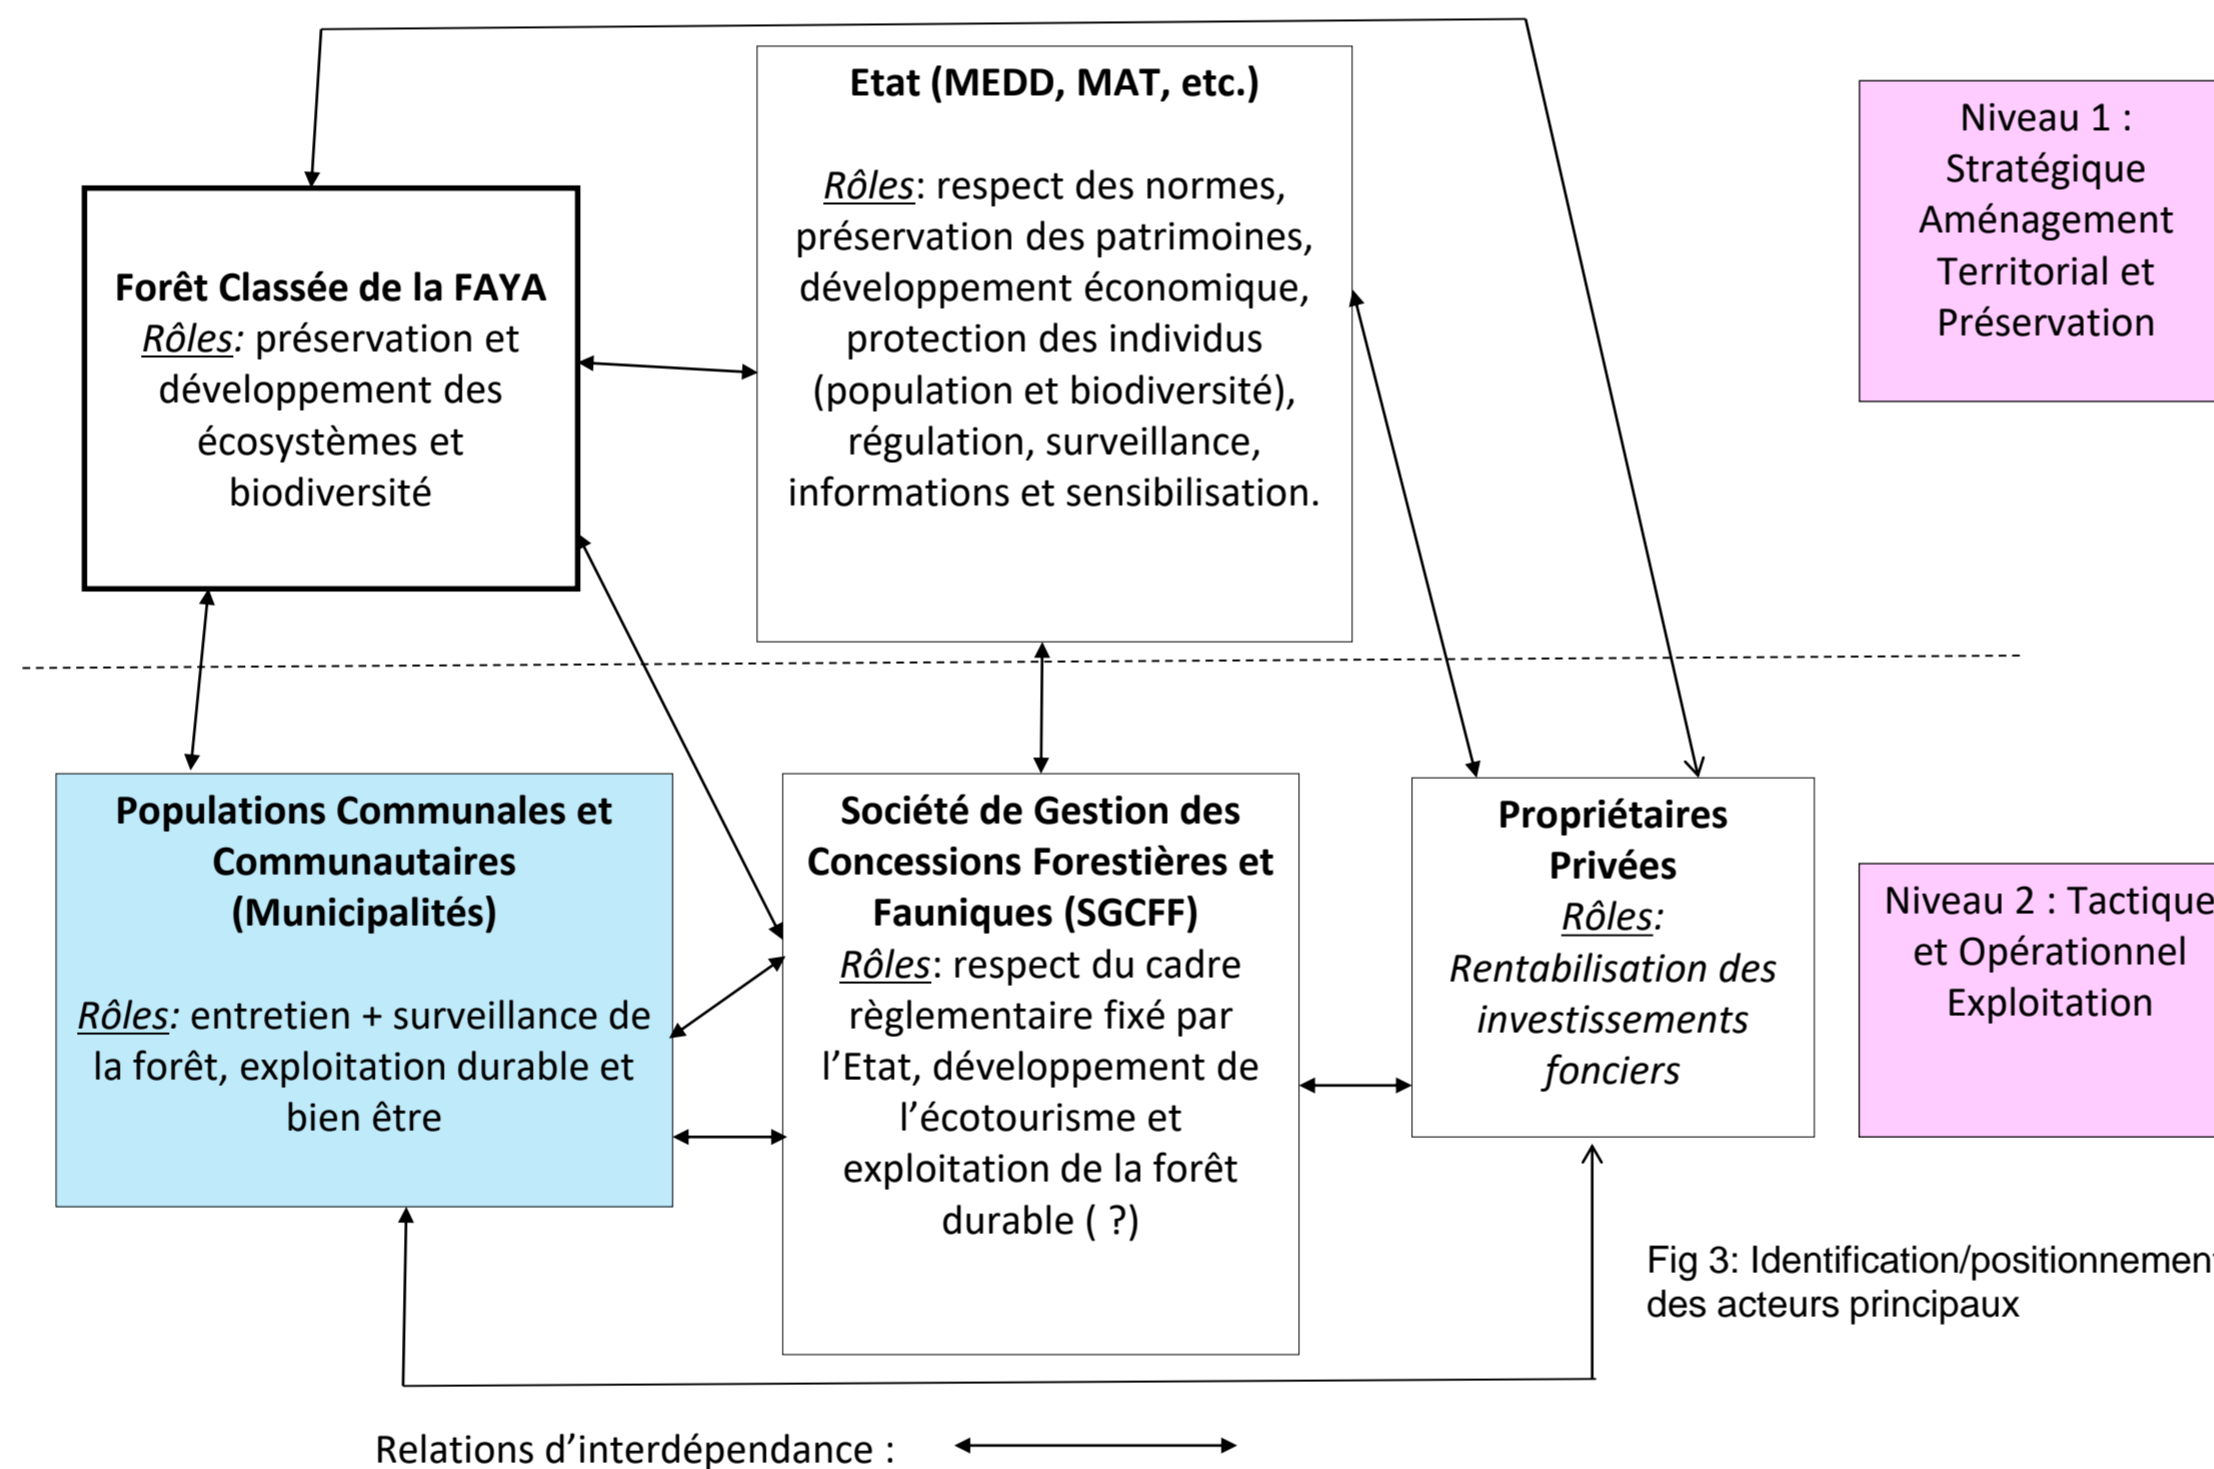 Etat (MEDD, MAT, etc.)
Rôles: respect des normes,
préservation des patrimoines,
développement économique,
protection des individus
(population et biodiversité),
régulation, surveillance,
informations et sensibilisation.
Niveau 1 :
Stratégique
Aménagement
Territorial et
Préservation
Forêt Classée de la FAYA
Rôles: préservation et
développement des
écosystèmes et
biodiversité
Populations Communales et
Communautaires
(Municipalités)
Rôles: entretien + surveillance de
la forêt, exploitation durable et
bien être
Société de Gestion des
Concessions Forestières et
Fauniques (SGCFF)
Rôles: respect du cadre
règlementaire fixé par
l’Etat, développement de
l’écotourisme et
exploitation de la forêt
durable ( ?)
Propriétaires
Privées
Rôles:
Rentabilisation des
investissements
fonciers
Niveau 2 : Tactique
et Opérationnel
Exploitation
Fig 3: Identification/positionnement
des acteurs principaux
Relations d’interdépendance :